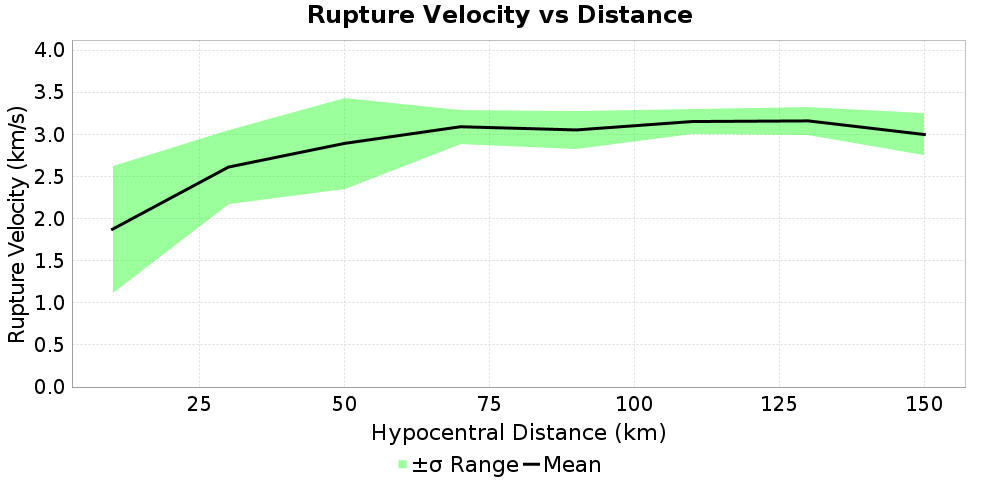 Rupture Velocity vs Distance
Rupture Velocity (km/s)
4.0
3.5
3.0
2.5
2.0
1.5
1.0
0.5
0.0
25 50 75 100 125 150
Hypocentral Distance (km)
±σ Range Mean